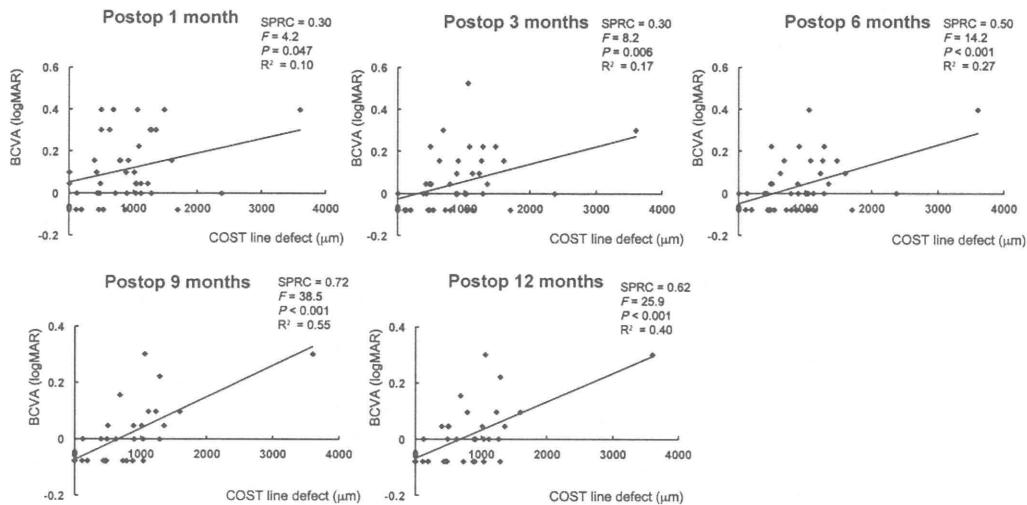 Postop 1 month
SPRC = 0.30
F = 4.2
P = 0.047
R² = 0.10
BCVA (logMAR)
0.6
0.4
0.2
0
-0.2
0
1000
2000
3000
4000
COST line defect (μm)
Postop 3 months
SPRC = 0.30
F = 8.2
P = 0.006
R² = 0.17
BCVA (logMAR)
0.6
0.4
0.2
0
-0.2
0
1000
2000
3000
4000
COST line defect (μm)
Postop 6 months
SPRC = 0.50
F = 14.2
P < 0.001
R² = 0.27
BCVA (logMAR)
0.6
0.4
0.2
0
-0.2
0
1000
2000
3000
4000
COST line defect (μm)
Postop 9 months
SPRC = 0.72
F = 38.5
P < 0.001
R² = 0.55
BCVA (logMAR)
0.4
0.2
0
-0.2
0
1000
2000
3000
4000
COST line defect (μm)
Postop 12 months
SPRC = 0.62
F = 25.9
P < 0.001
R² = 0.40
BCVA (logMAR)
0.4
0.2
0
-0.2
0
1000
2000
3000
4000
COST line defect (μm)